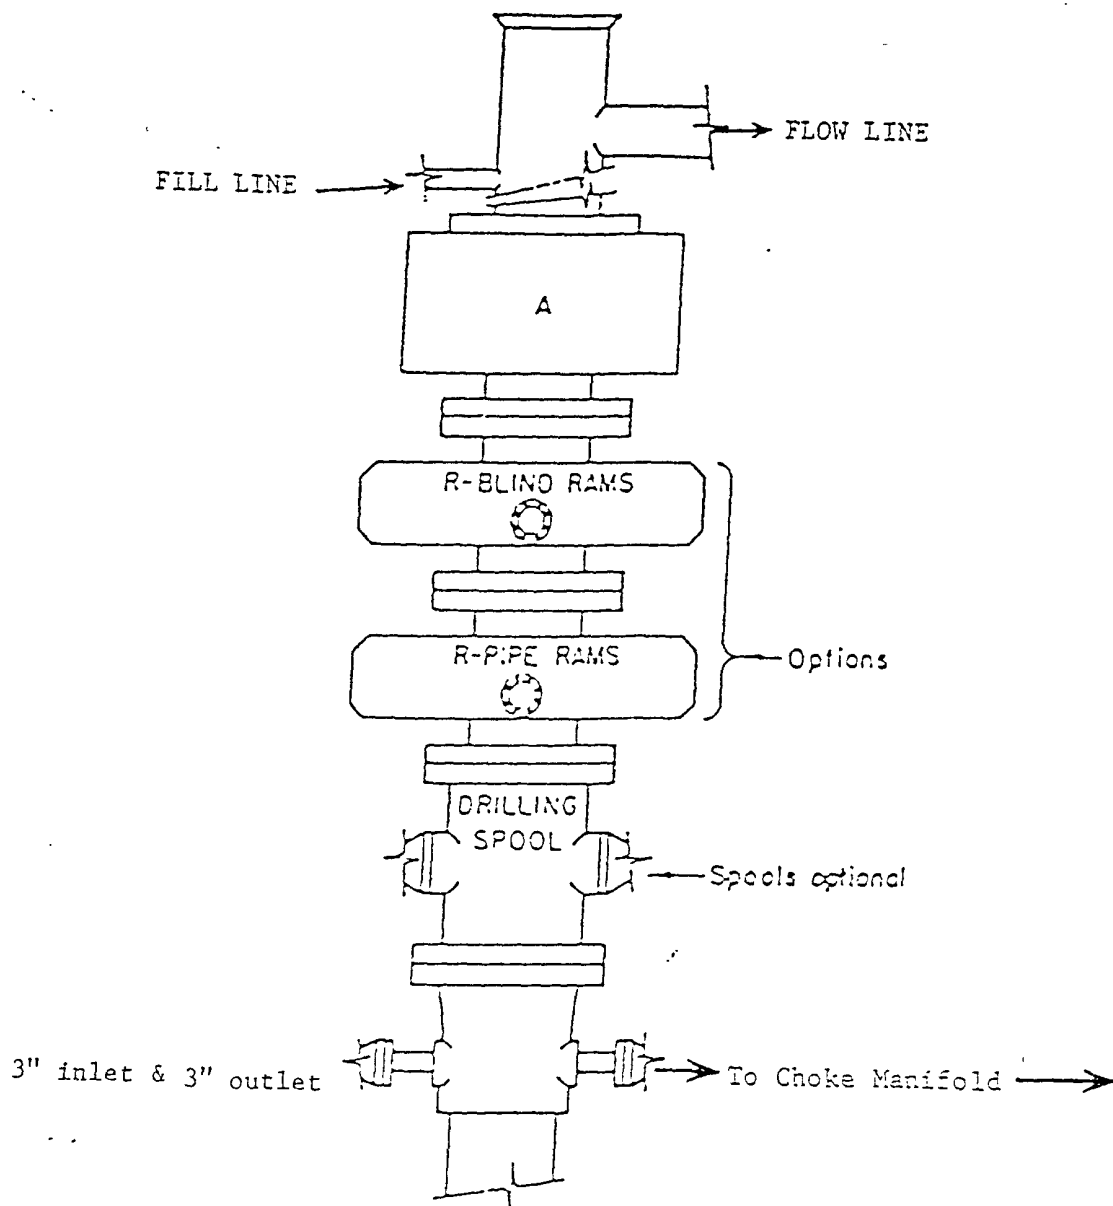 FLOW LINE
FILL LINE
A
R-BLIND RAMS
R-PIPE RAMS
Options
DRILLING
SPOOL
Spools optional
3" inlet & 3" outlet
To Choke Manifold